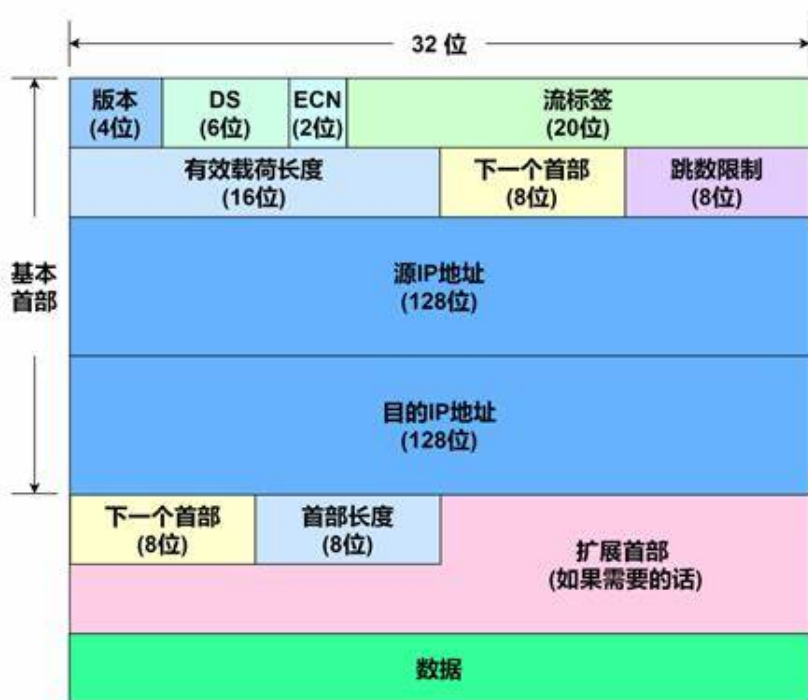 32 位
版本
(4位)
DS
(6位)
ECN
(2位)
流标签
(20位)
有效载荷长度
(16位)
下一个首部
(8位)
跳数限制
(8位)
基本
首部
源IP地址
(128位)
目的IP地址
(128位)
下一个首部
(8位)
首部长度
(8位)
扩展首部
(如果需要的话)
数据